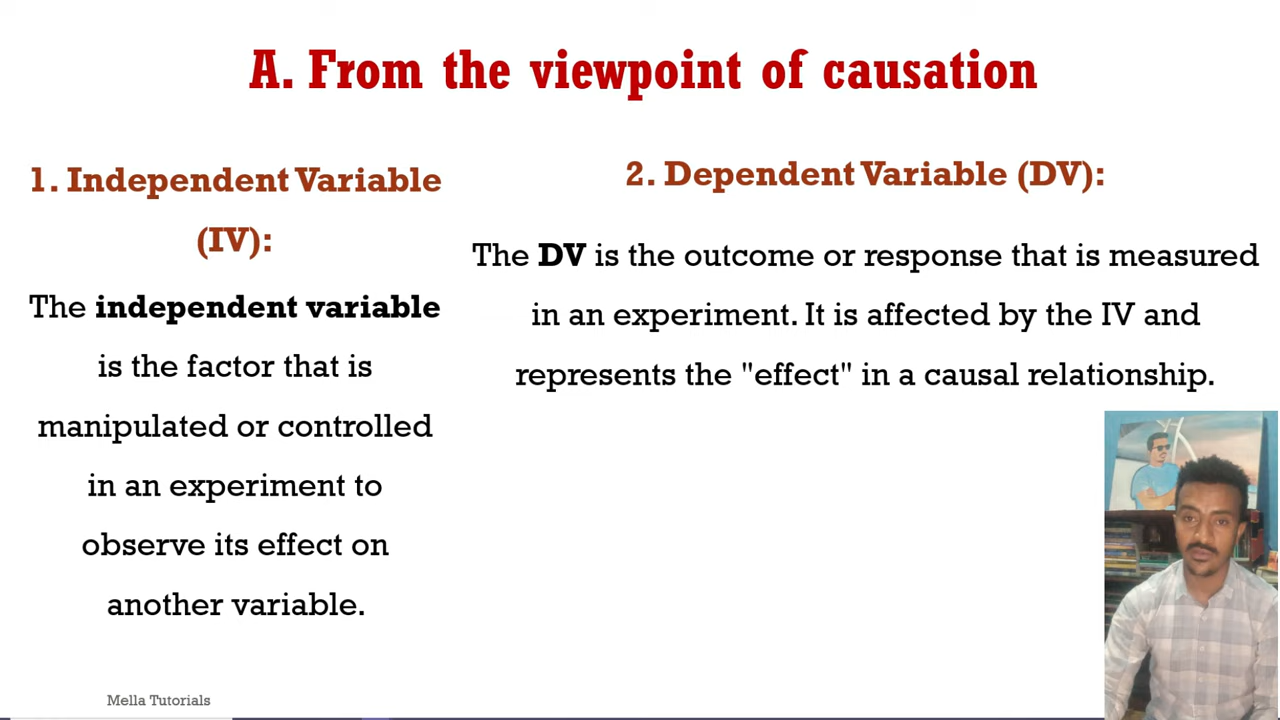 A. From the viewpoint of causation
1. Independent Variable
(IV):
The independent variable
is the factor that is
manipulated or controlled
in an experiment to
observe its effect on
another variable.
2. Dependent Variable (DV):
The DV is the outcome or response that is measured
in an experiment. It is affected by the IV and
represents the "effect" in a causal relationship.
Mella Tutorials